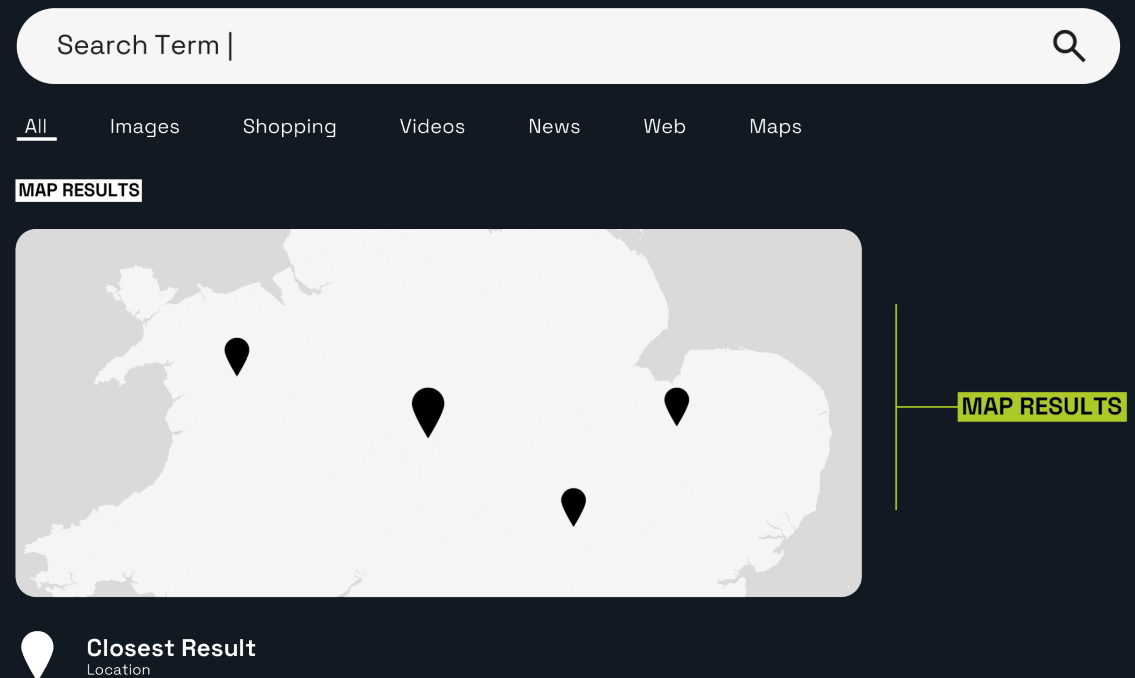 Search Term |
All Images Shopping Videos News Web Maps
MAP RESULTS
MAP RESULTS
Closest Result
Location